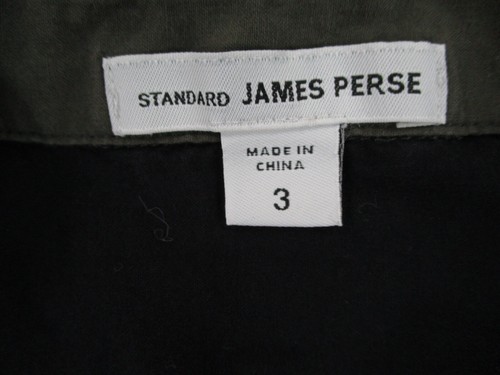 STANDARD JAMES PERSE
MADE IN
CHINA
3